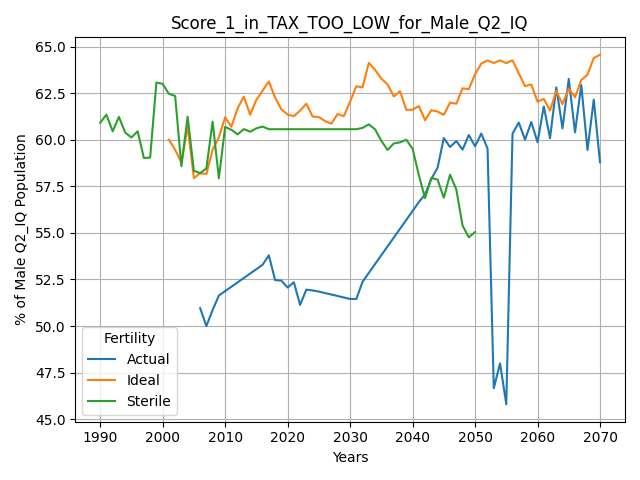 Score_1_in_TAX_TOO_LOW_for_Male_Q2_IQ
% of Male Q2_IQ Population
65.0
62.5
60.0
57.5
55.0
52.5
50.0
47.5
45.0
Fertility
Actual
Ideal
Sterile
1990 2000 2010 2020 2030 2040 2050 2060 2070
Years